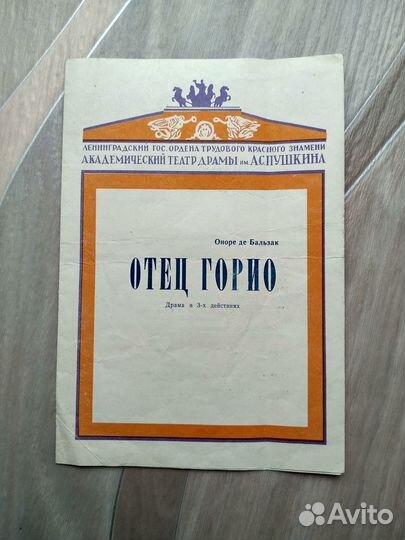 ЛЕНИНГРАДСКИЙ ГОС. ОРДЕНА ТРУДОВОГО КРАСНОГО ЗНАМЕНИ
АКАДЕМИЧЕСКИЙ ТЕАТР ДРАМЫ им. А.С.ПУШКИНА
Оноре де Бальзак
ОТЕЦ ГОРИО
Драма в 3-х действиях
Avito